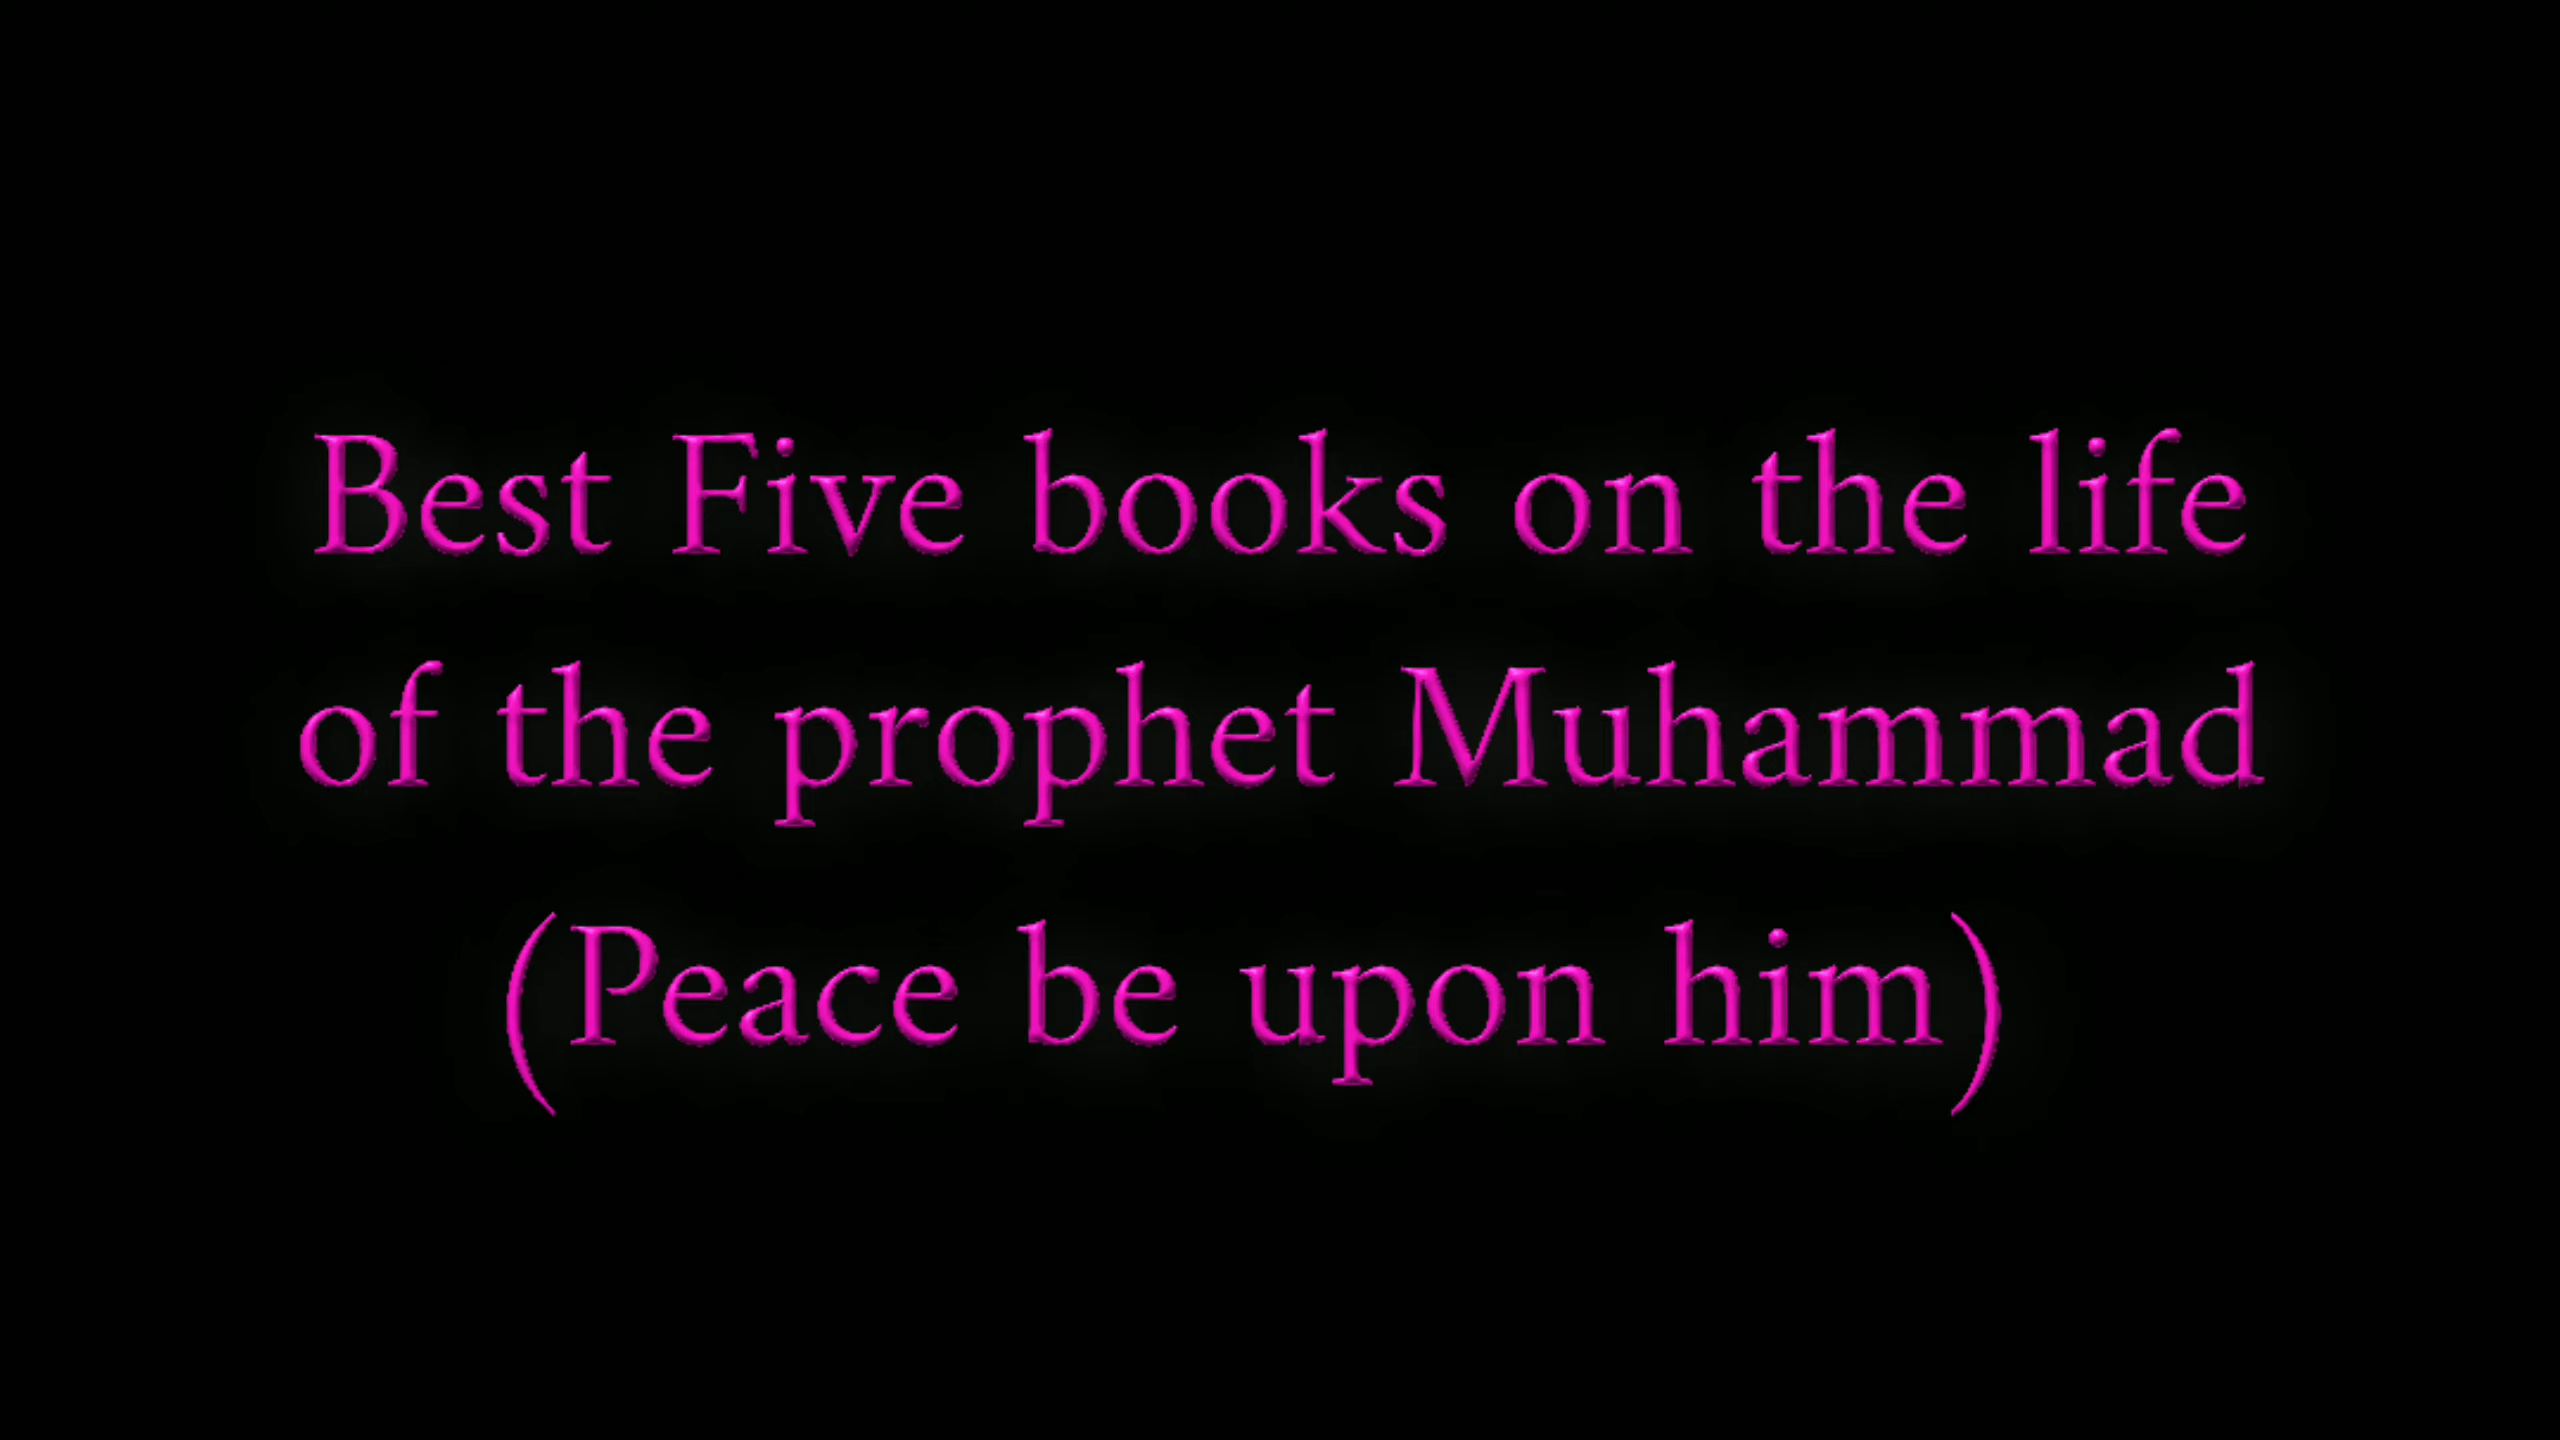 Best Five books on the life
of the prophet Muhammad
(Peace be upon him)